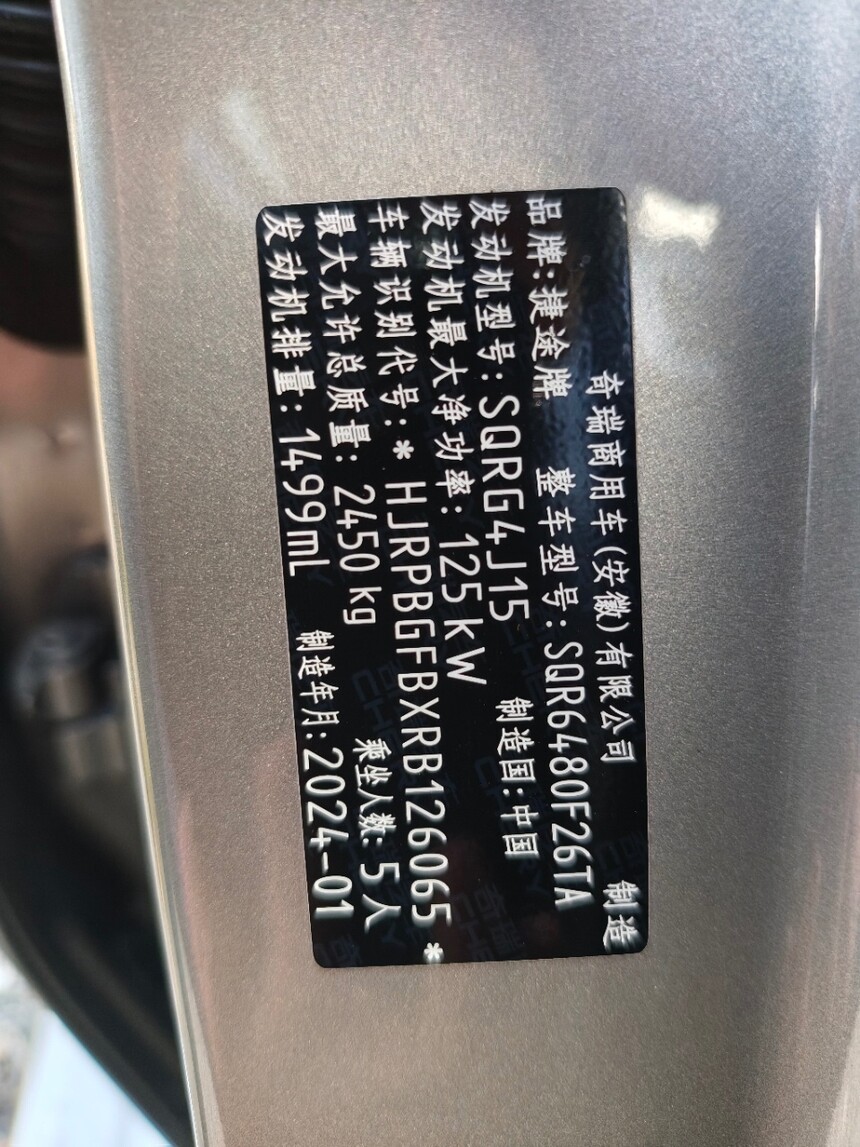 奇瑞商用车(安徽)有限公司 制造
品牌:捷途牌 整车型号:SQR6480F26TA
发动机型号:SQRG4J15 制造国:中国
发动机最大净功率:125kW
车辆识别代号:*HJRPBGFBXRB126065*
最大允许总质量:2450kg 乘坐人数:5人
发动机排量:1499mL 制造年月:2024-01